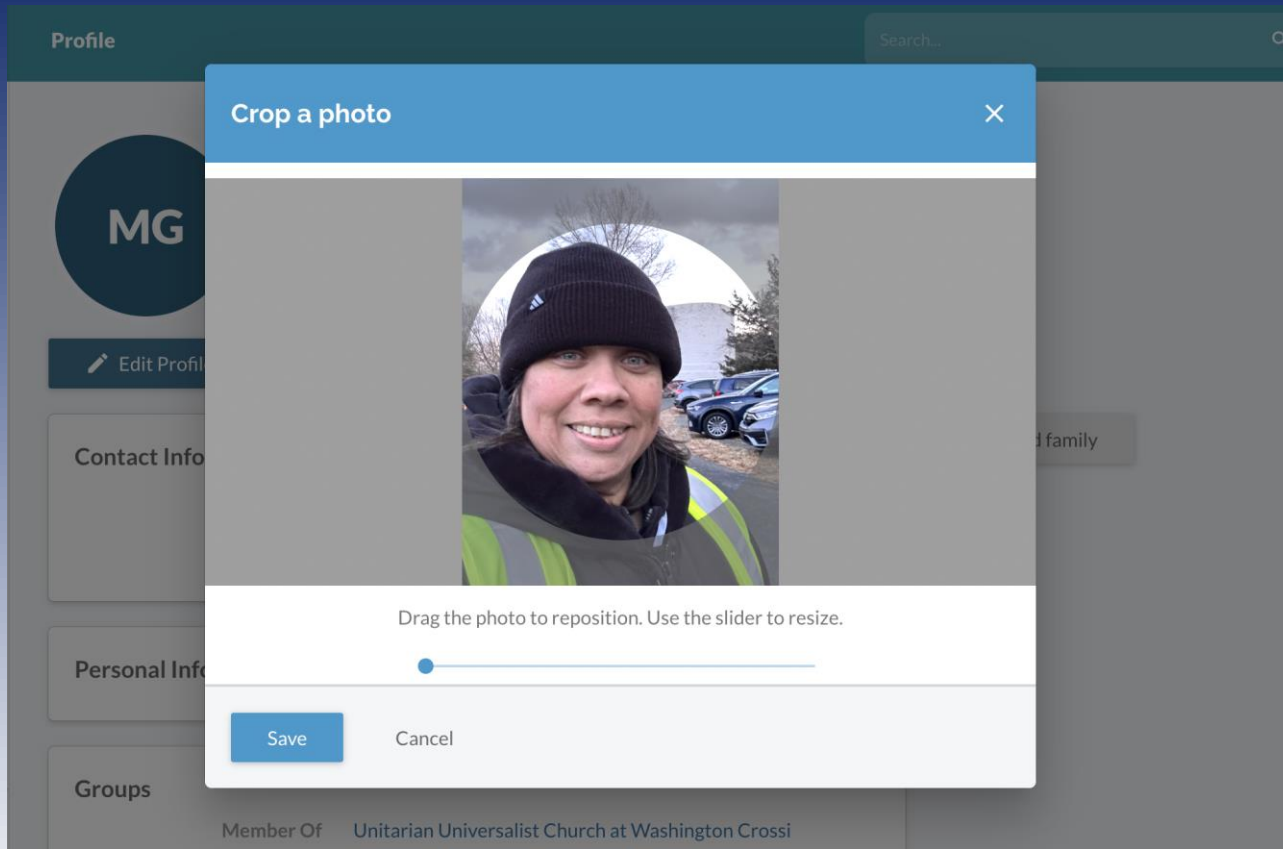 Profile
Search...
Crop a photo
MG
Edit Profil
Contact Info
d family
Drag the photo to reposition. Use the slider to resize.
Personal Info
Save
Cancel
Groups
Member Of Unitarian Universalist Church at Washington Crossi